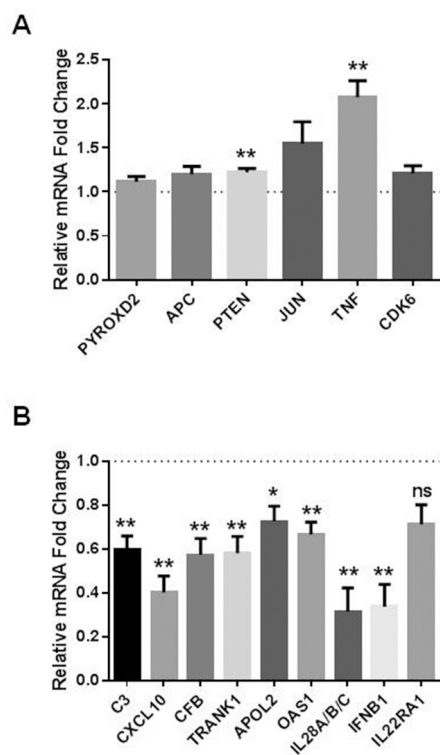 A
Relative mRNA Fold Change
2.5
2.0
1.5
1.0
0.5
0.0
**
**
PYROXD2
APC
PTEN
JUN
TNF
CDK6
B
Relative mRNA Fold Change
1.0
0.8
0.6
0.4
0.2
0.0
**
**
**
**
*
**
**
**
ns
C3
CXCL10
CFB
TRANK1
APOL2
OAS1
IL28A/B/C
IFNB1
IL22RA1